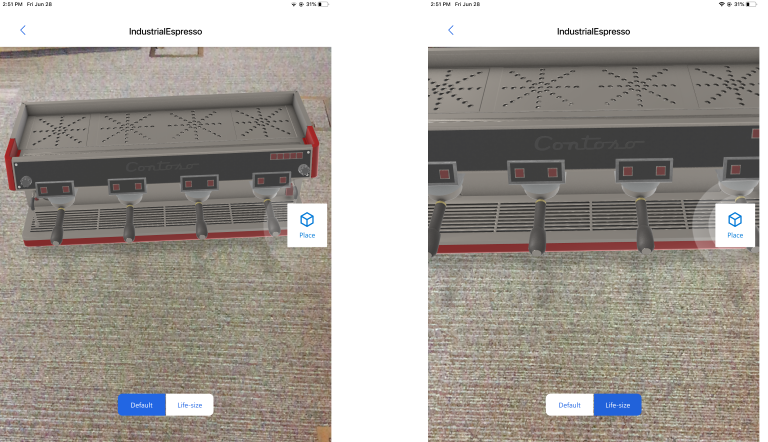 2:51 PM Fri Jun 28
31%
IndustrialEspresso
Contoso
Place
Default
Life-size
2:51 PM Fri Jun 28
31%
IndustrialEspresso
Contoso
Place
Default
Life-size